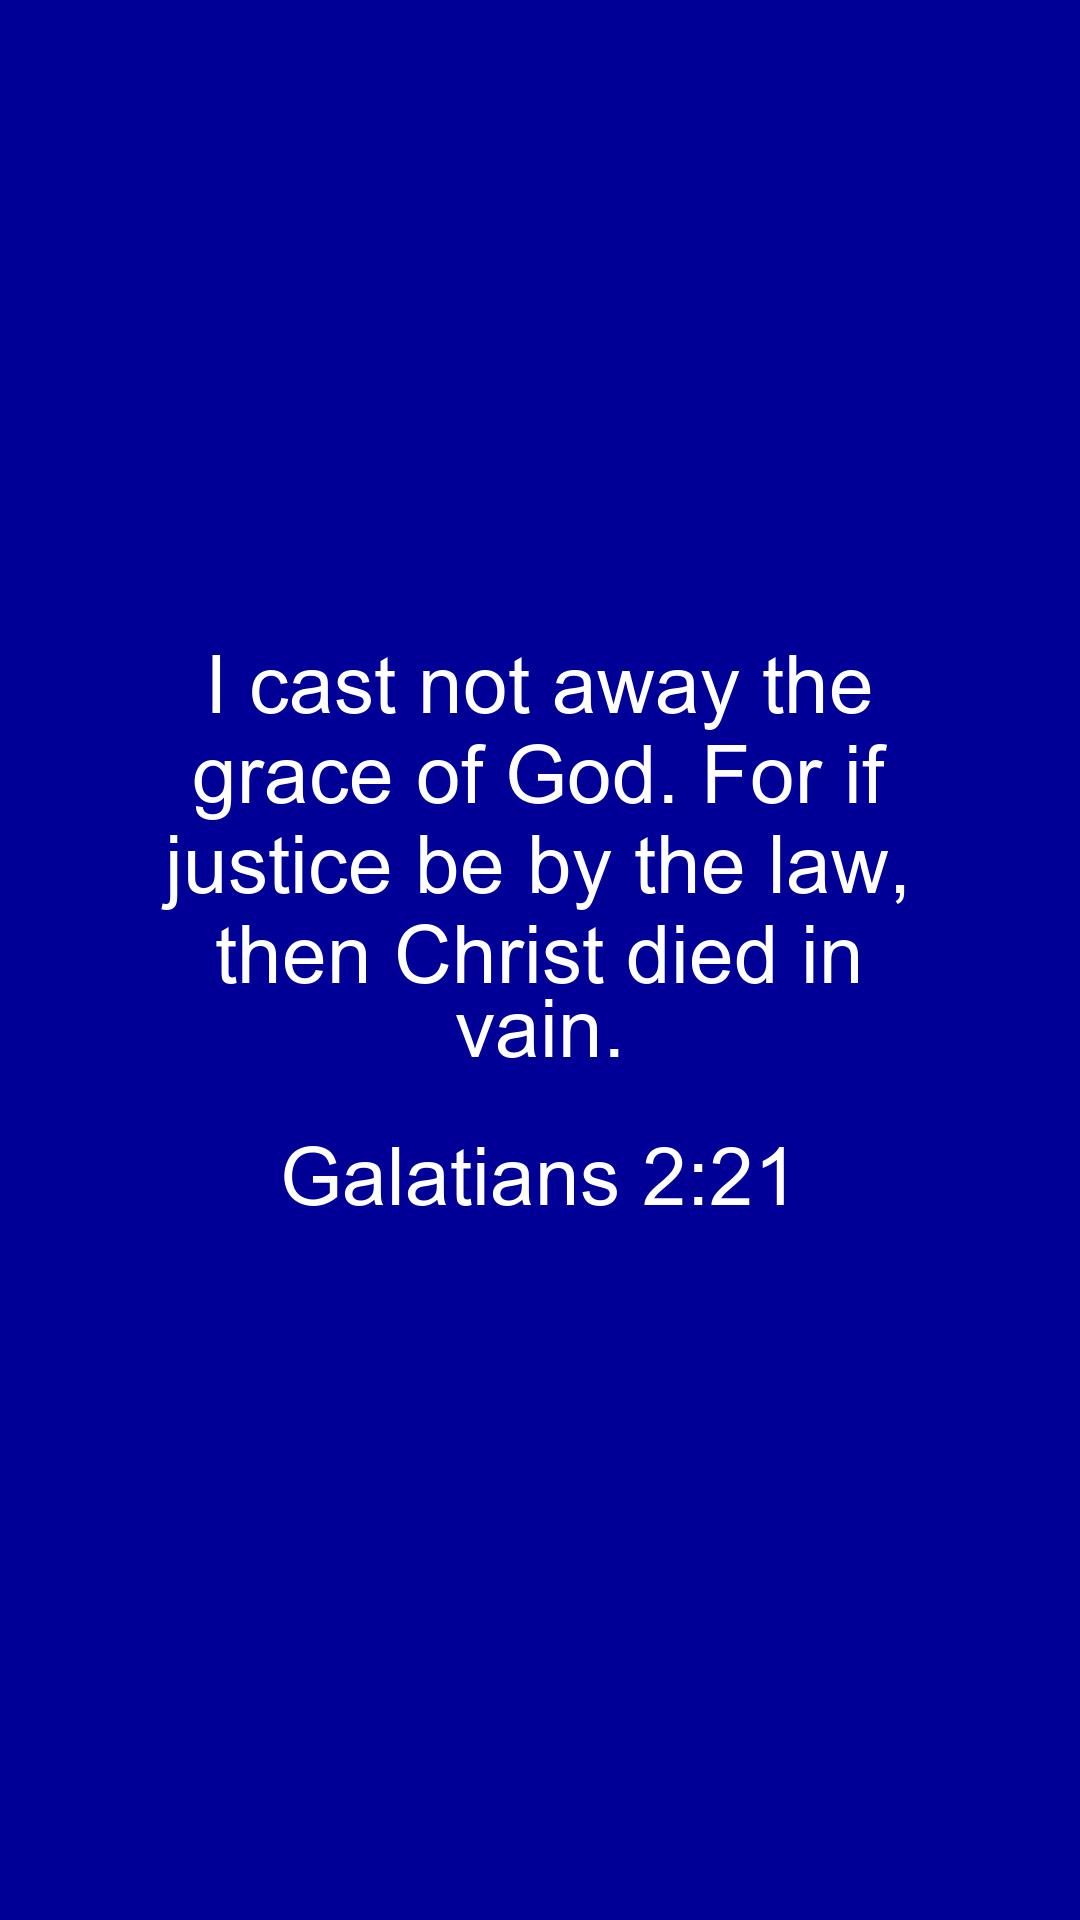 I cast not away the
grace of God. For if
justice be by the law,
then Christ died in
vain.
Galatians 2:21